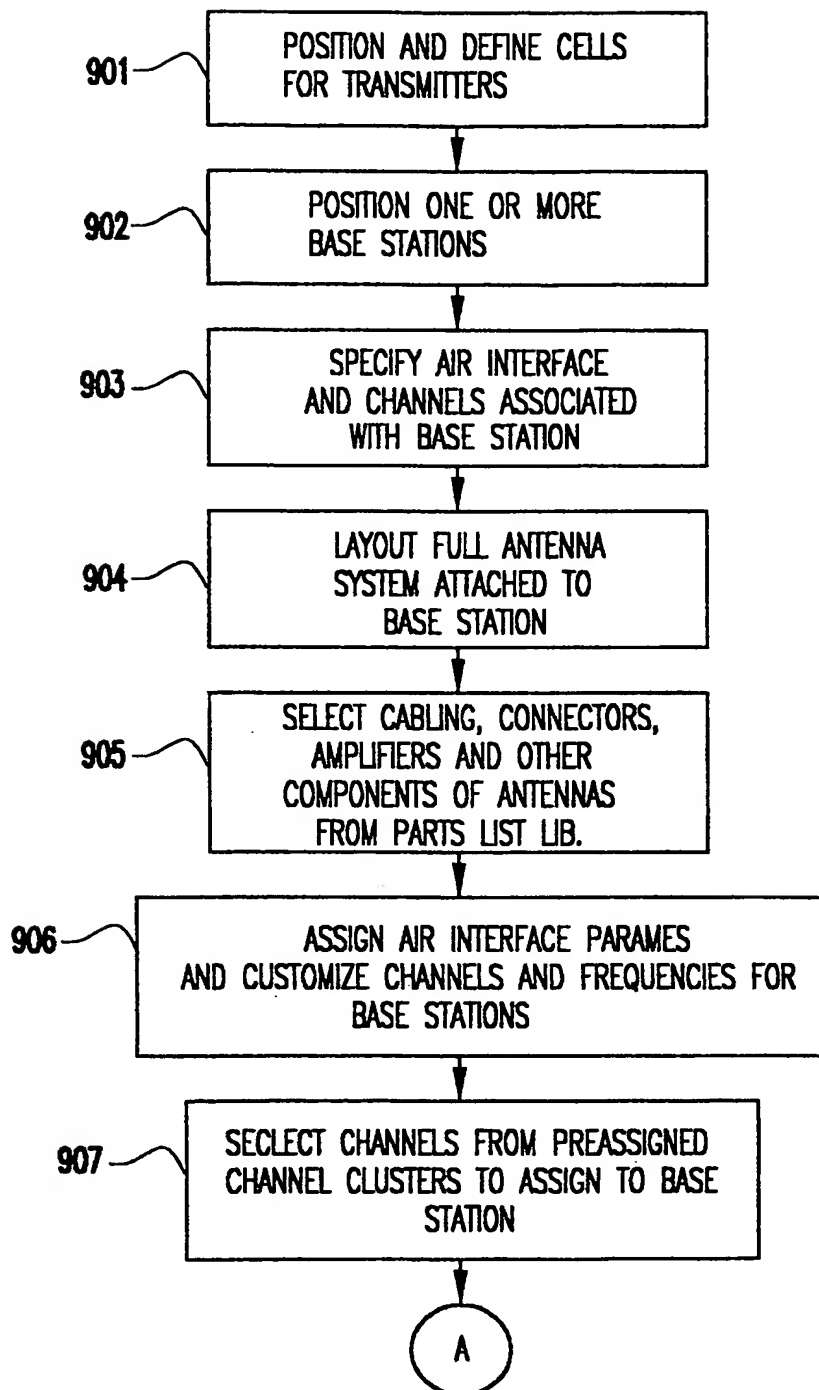 901
POSITION AND DEFINE CELLS
FOR TRANSMITTERS
902
POSITION ONE OR MORE
BASE STATIONS
903
SPECIFY AIR INTERFACE
AND CHANNELS ASSOCIATED
WITH BASE STATION
904
LAYOUT FULL ANTENNA
SYSTEM ATTACHED TO
BASE STATION
905
SELECT CABLING, CONNECTORS,
AMPLIFIERS AND OTHER
COMPONENTS OF ANTENNAS
FROM PARTS LIST LIB.
906
ASSIGN AIR INTERFACE PARAMES
AND CUSTOMIZE CHANNELS AND FREQUENCIES FOR
BASE STATIONS
907
SECLECT CHANNELS FROM PREASSIGNED
CHANNEL CLUSTERS TO ASSIGN TO BASE
STATION
A